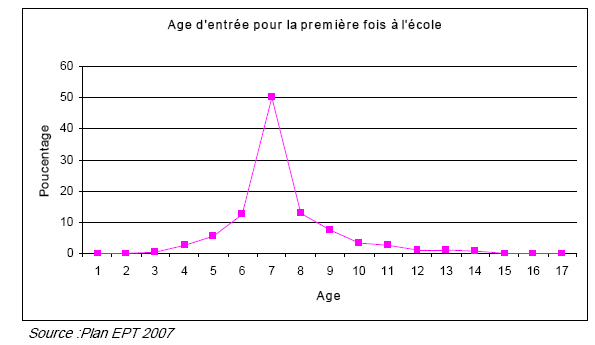 Age d'entrée pour la première fois à l'école
60
50
40
30
20
10
0
Poucentage
1 2 3 4 5 6 7 8 9 10 11 12 13 14 15 16 17
Age
Source :Plan EPT 2007